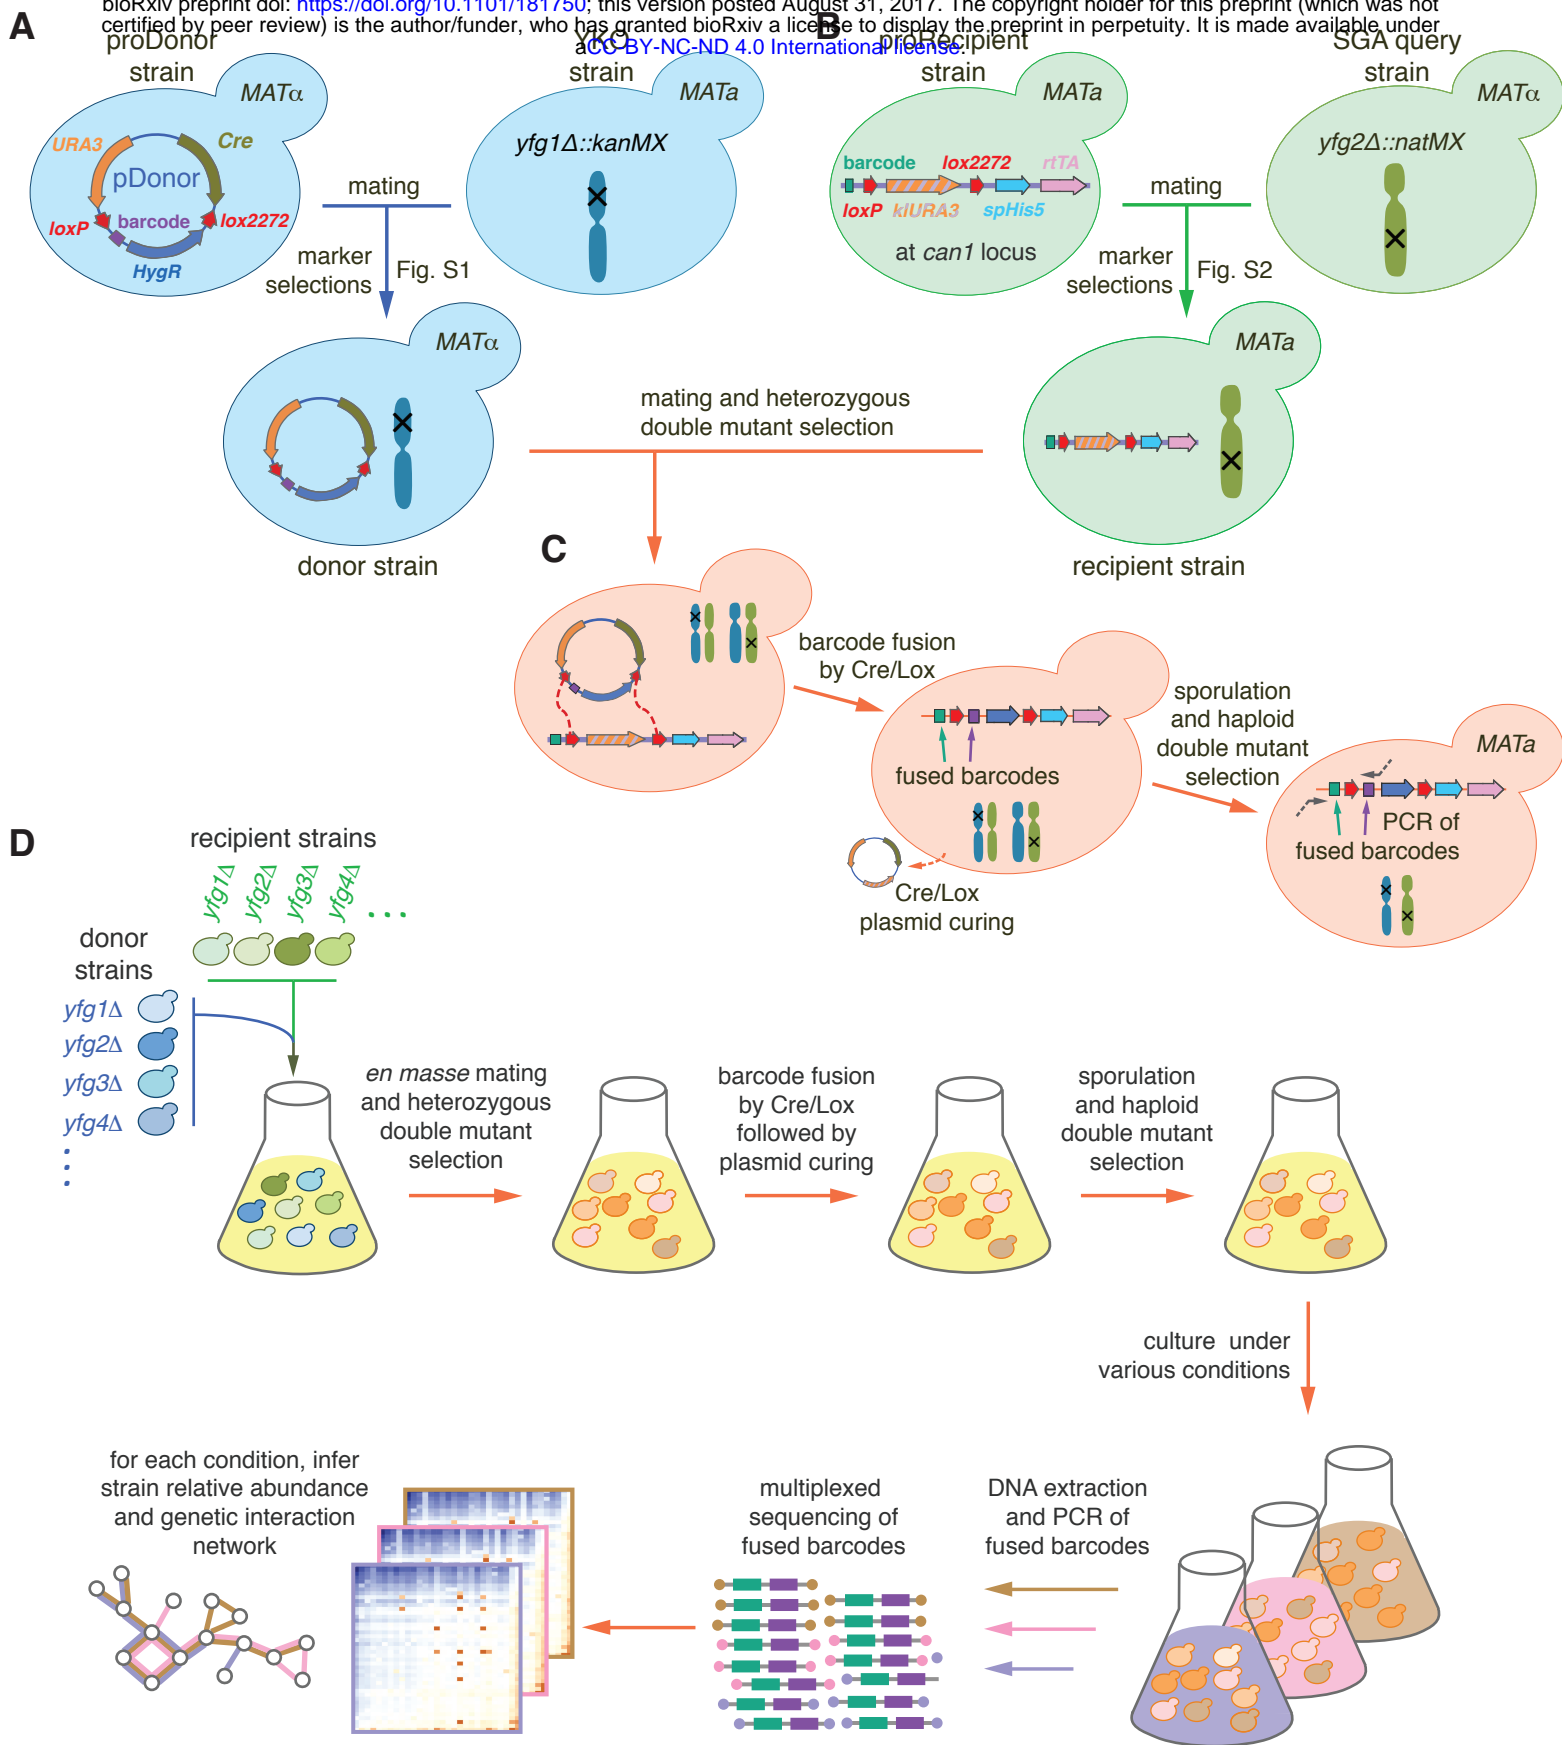 bioRxiv preprint doi: https://doi.org/10.1101/181750; this version posted August 31, 2017. The copyright holder for this preprint (which was not
certified by peer review) is the author/funder, who has granted bioRxiv a license to display the preprint in perpetuity. It is made available under
aCC-BY-NC-ND 4.0 International license.
A
proDonor
strain
MATα
URA3
Cre
pDonor
loxP
barcode
lox2272
HygR
YKO
strain
MATa
yfg1Δ::kanMX
mating
marker
selections
Fig. S1
MATα
donor strain
B
proRecipient
strain
MATa
barcode
lox2272
rtTA
loxP
klURA3
spHis5
at can1 locus
SGA query
strain
MATα
yfg2Δ::natMX
mating
marker
selections
Fig. S2
MATa
recipient strain
mating and heterozygous
double mutant selection
C
barcode fusion
by Cre/Lox
fused barcodes
Cre/Lox
plasmid curing
sporulation
and haploid
double mutant
selection
MATa
PCR of
fused barcodes
D
recipient strains
yfg1Δ
yfg2Δ
yfg3Δ
yfg4Δ
...
donor
strains
yfg1Δ
yfg2Δ
yfg3Δ
yfg4Δ
en masse mating
and heterozygous
double mutant
selection
barcode fusion
by Cre/Lox
followed by
plasmid curing
sporulation
and haploid
double mutant
selection
culture under
various conditions
DNA extraction
and PCR of
fused barcodes
multiplexed
sequencing of
fused barcodes
for each condition, infer
strain relative abundance
and genetic interaction
network